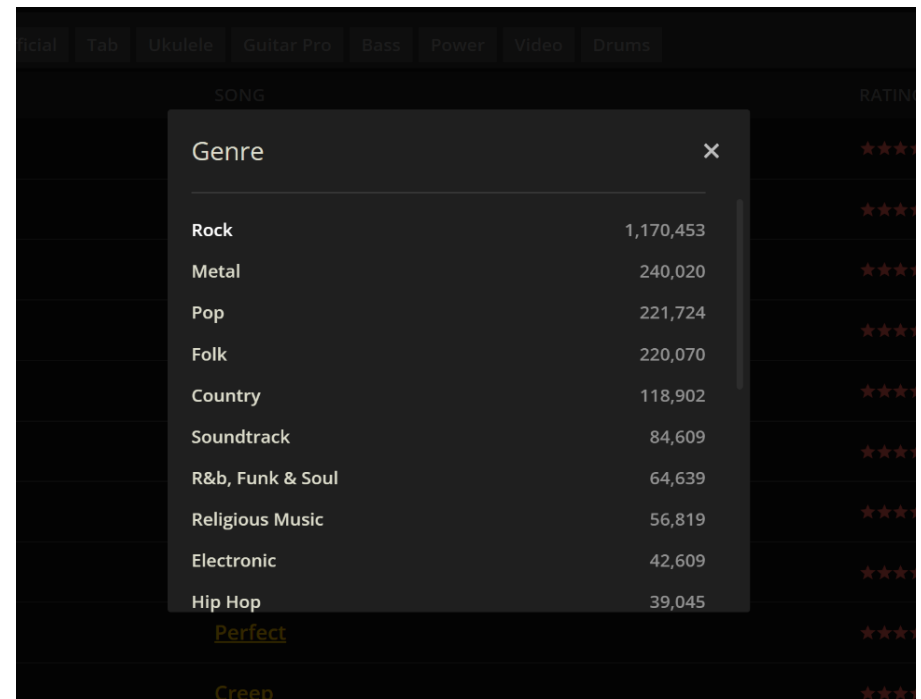 ficial Tab Ukulele Guitar Pro Bass Power Video Drums
SONG RATING
Genre ×
Rock 1,170,453
Metal 240,020
Pop 221,724
Folk 220,070
Country 118,902
Soundtrack 84,609
R&b, Funk & Soul 64,639
Religious Music 56,819
Electronic 42,609
Hip Hop 39,045
Perfect
Creep